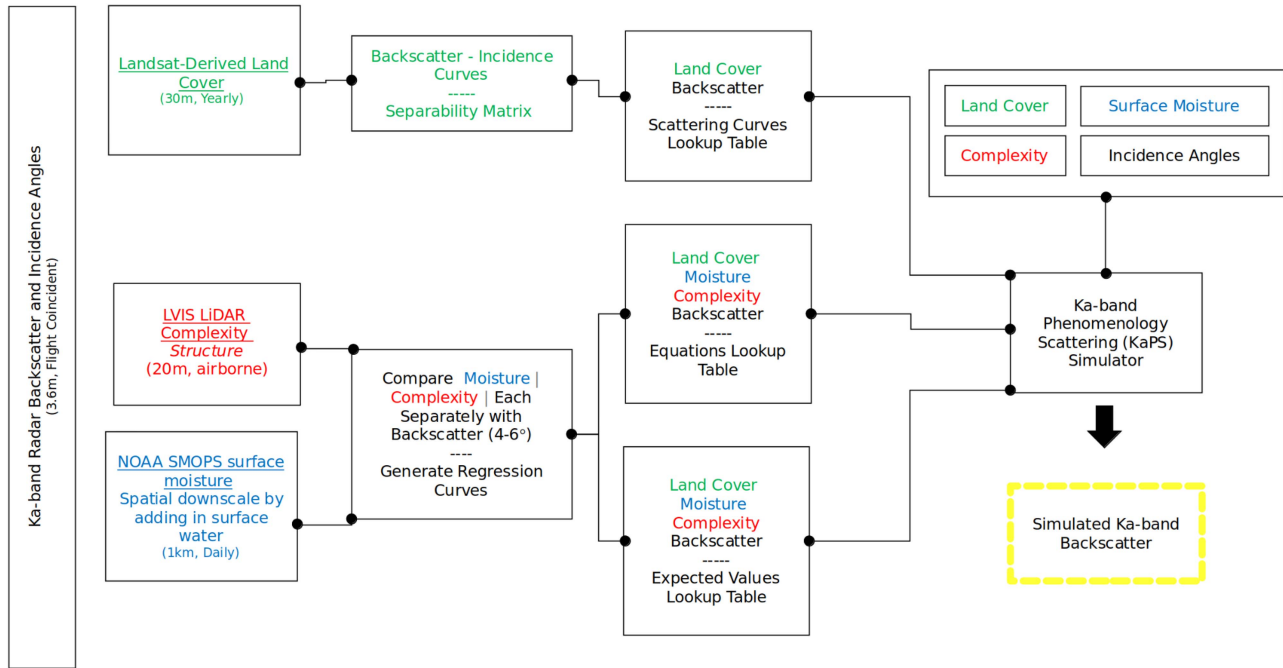 Ka-band Radar Backscatter and Incidence Angles
(3.6m, Flight Coincident)
Landsat-Derived Land
Cover
(30m, Yearly)
Backscatter - Incidence
Curves
-----
Separability Matrix
Land Cover
Backscatter
-----
Scattering Curves
Lookup Table
Land Cover
Surface Moisture
Complexity
Incidence Angles
LVIS LiDAR
Complexity
Structure
(20m, airborne)
NOAA SMOPS surface
moisture
Spatial downscale by
adding in surface
water
(1km, Daily)
Compare Moisture |
Complexity | Each
Separately with
Backscatter (4-6°)
----
Generate Regression
Curves
Land Cover
Moisture
Complexity
Backscatter
-----
Equations Lookup
Table
Land Cover
Moisture
Complexity
Backscatter
-----
Expected Values
Lookup Table
Ka-band
Phenomenology
Scattering (KaPS)
Simulator
Simulated Ka-band
Backscatter